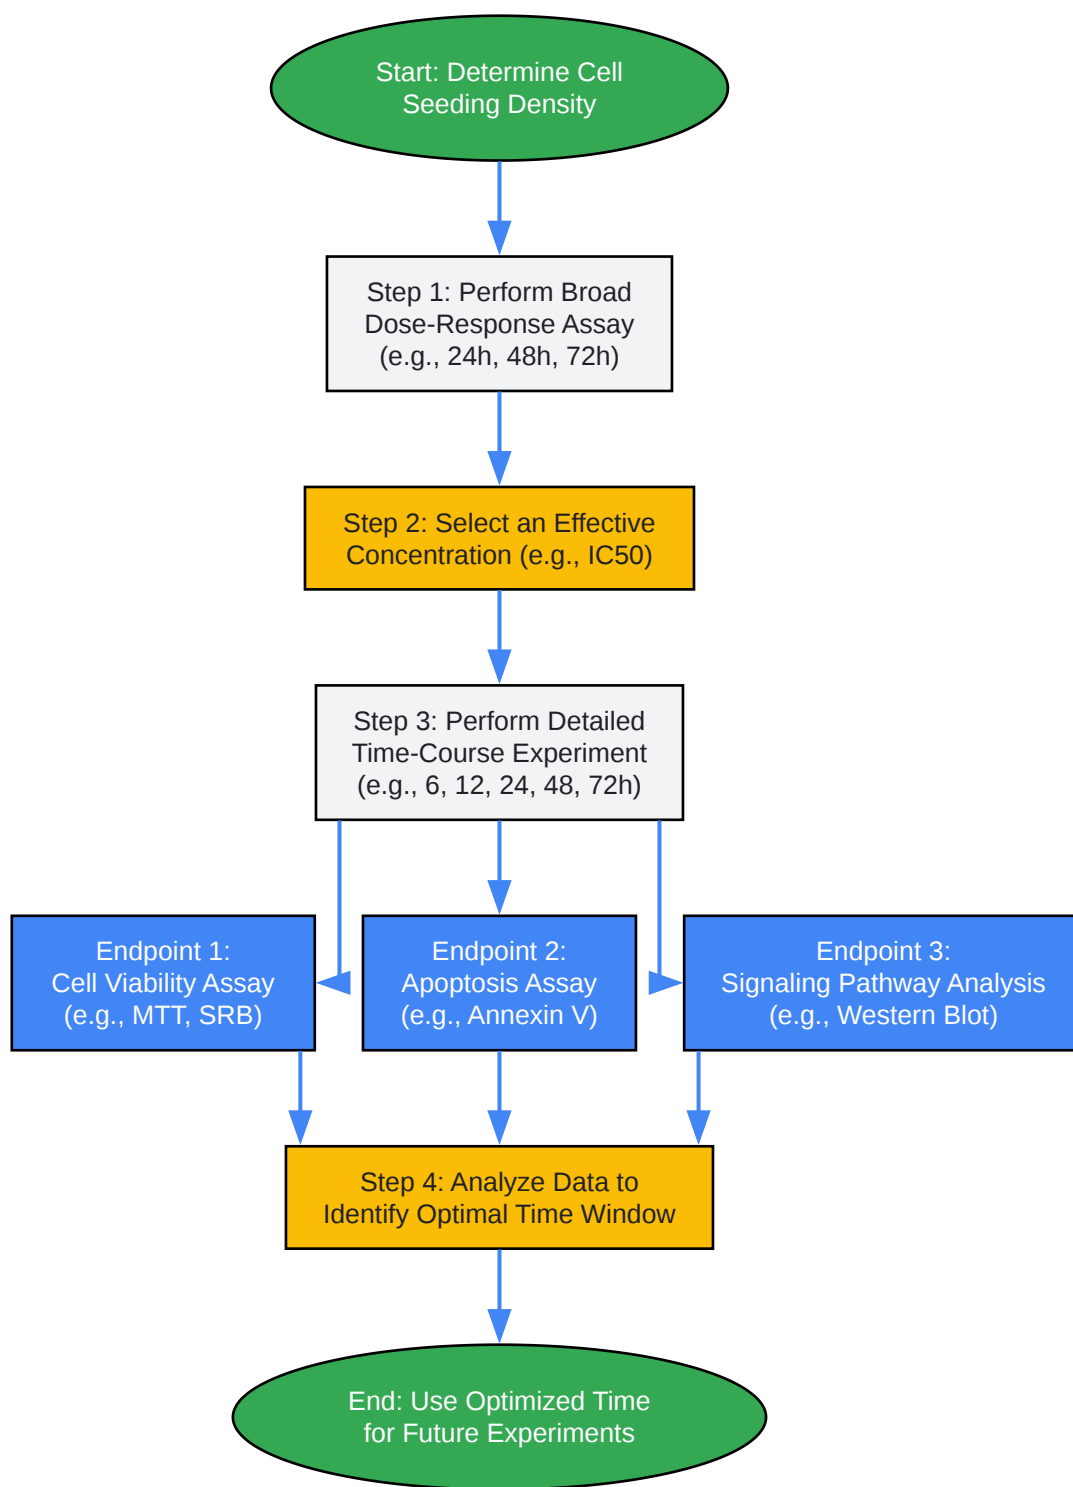 Start: Determine Cell
Seeding Density
Step 1: Perform Broad
Dose-Response Assay
(e.g., 24h, 48h, 72h)
Step 2: Select an Effective
Concentration (e.g., IC50)
Step 3: Perform Detailed
Time-Course Experiment
(e.g., 6, 12, 24, 48, 72h)
Endpoint 1:
Cell Viability Assay
(e.g., MTT, SRB)
Endpoint 2:
Apoptosis Assay
(e.g., Annexin V)
Endpoint 3:
Signaling Pathway Analysis
(e.g., Western Blot)
Step 4: Analyze Data to
Identify Optimal Time Window
End: Use Optimized Time
for Future Experiments